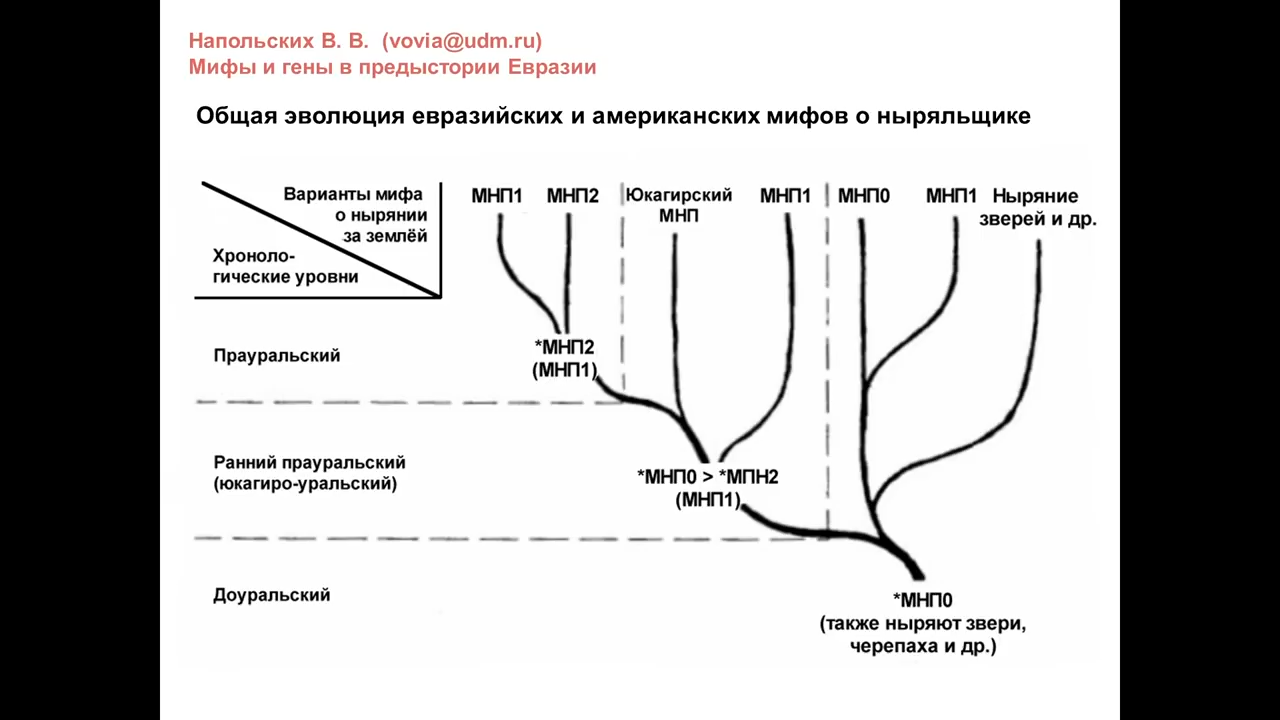 Напольских В. В. (vovia@udm.ru)
Мифы и гены в предыстории Евразии
Общая эволюция евразийских и американских мифов о ныряльщике
Варианты мифа
о нырянии
за землёй
Хроноло-
гические уровни
МНП1
МНП2
Юкагирский
МНП
МНП1
МНП0
МНП1
Ныряние
зверей и др.
Прауральский
*МНП2
(МНП1)
Ранний прауральский
(юкагиро-уральский)
*МНП0 > *МПН2
(МНП1)
Доуральский
*МНП0
(также ныряют звери,
черепаха и др.)